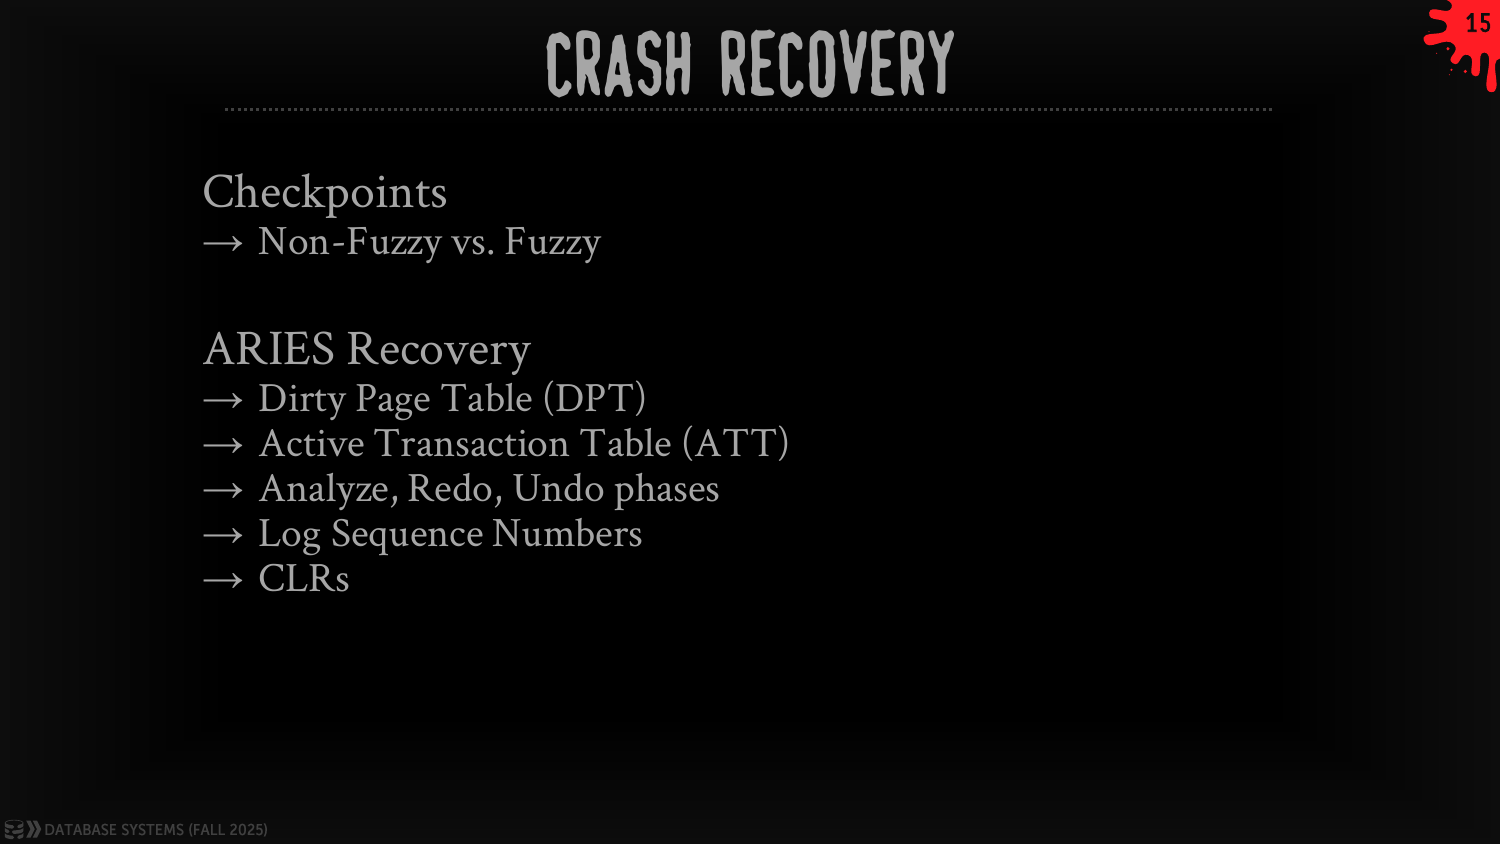 15
CRASH RECOVERY
Checkpoints
→ Non-Fuzzy vs. Fuzzy
ARIES Recovery
→ Dirty Page Table (DPT)
→ Active Transaction Table (ATT)
→ Analyze, Redo, Undo phases
→ Log Sequence Numbers
→ CLRs
DATABASE SYSTEMS (FALL 2025)